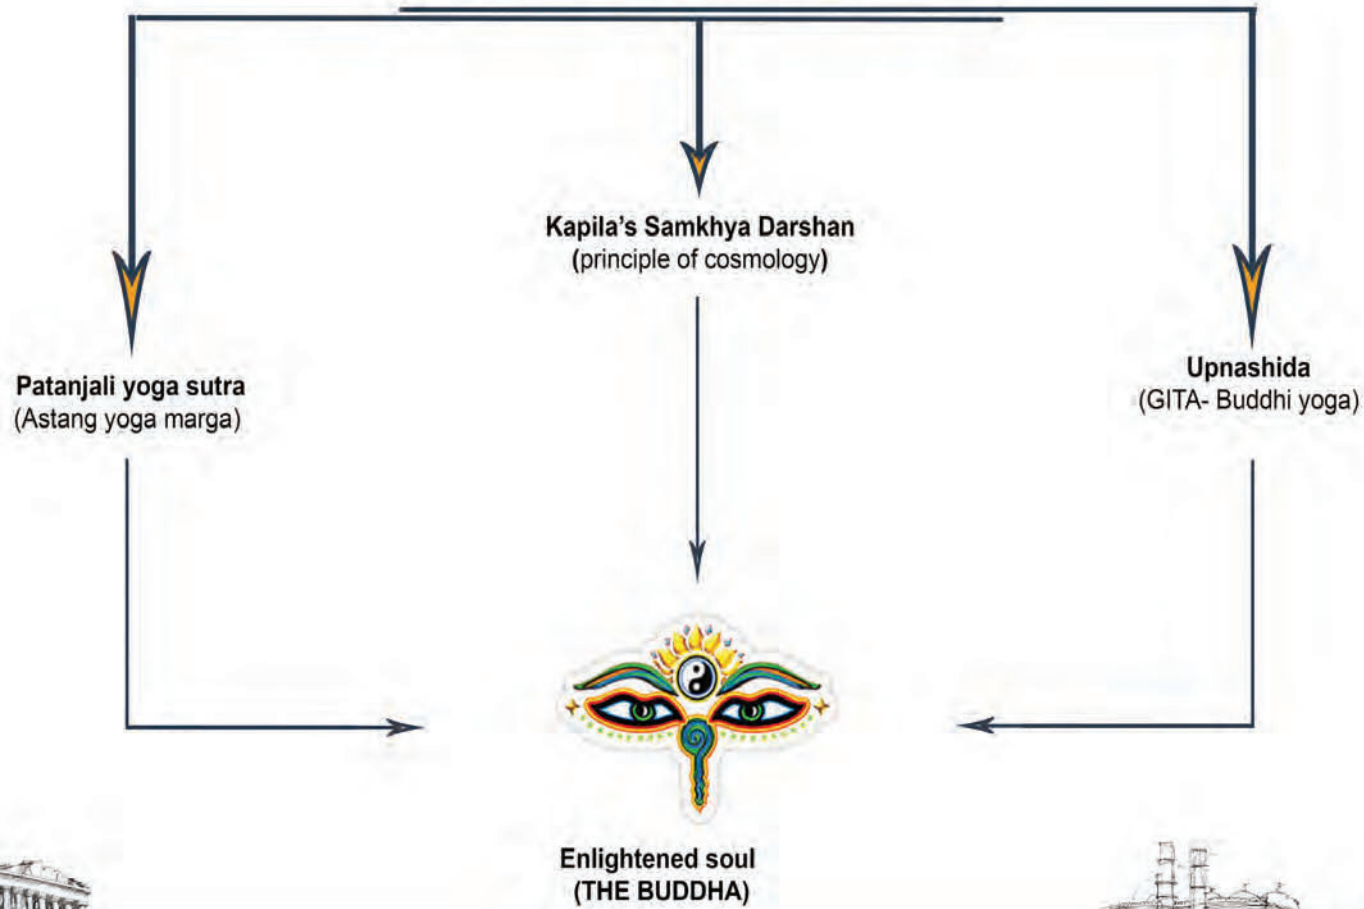 Kapila’s Samkhya Darshan
(principle of cosmology)
Patanjali yoga sutra
(Astang yoga marga)
Upnashida
(GITA- Buddhi yoga)
Enlightened soul
(THE BUDDHA)